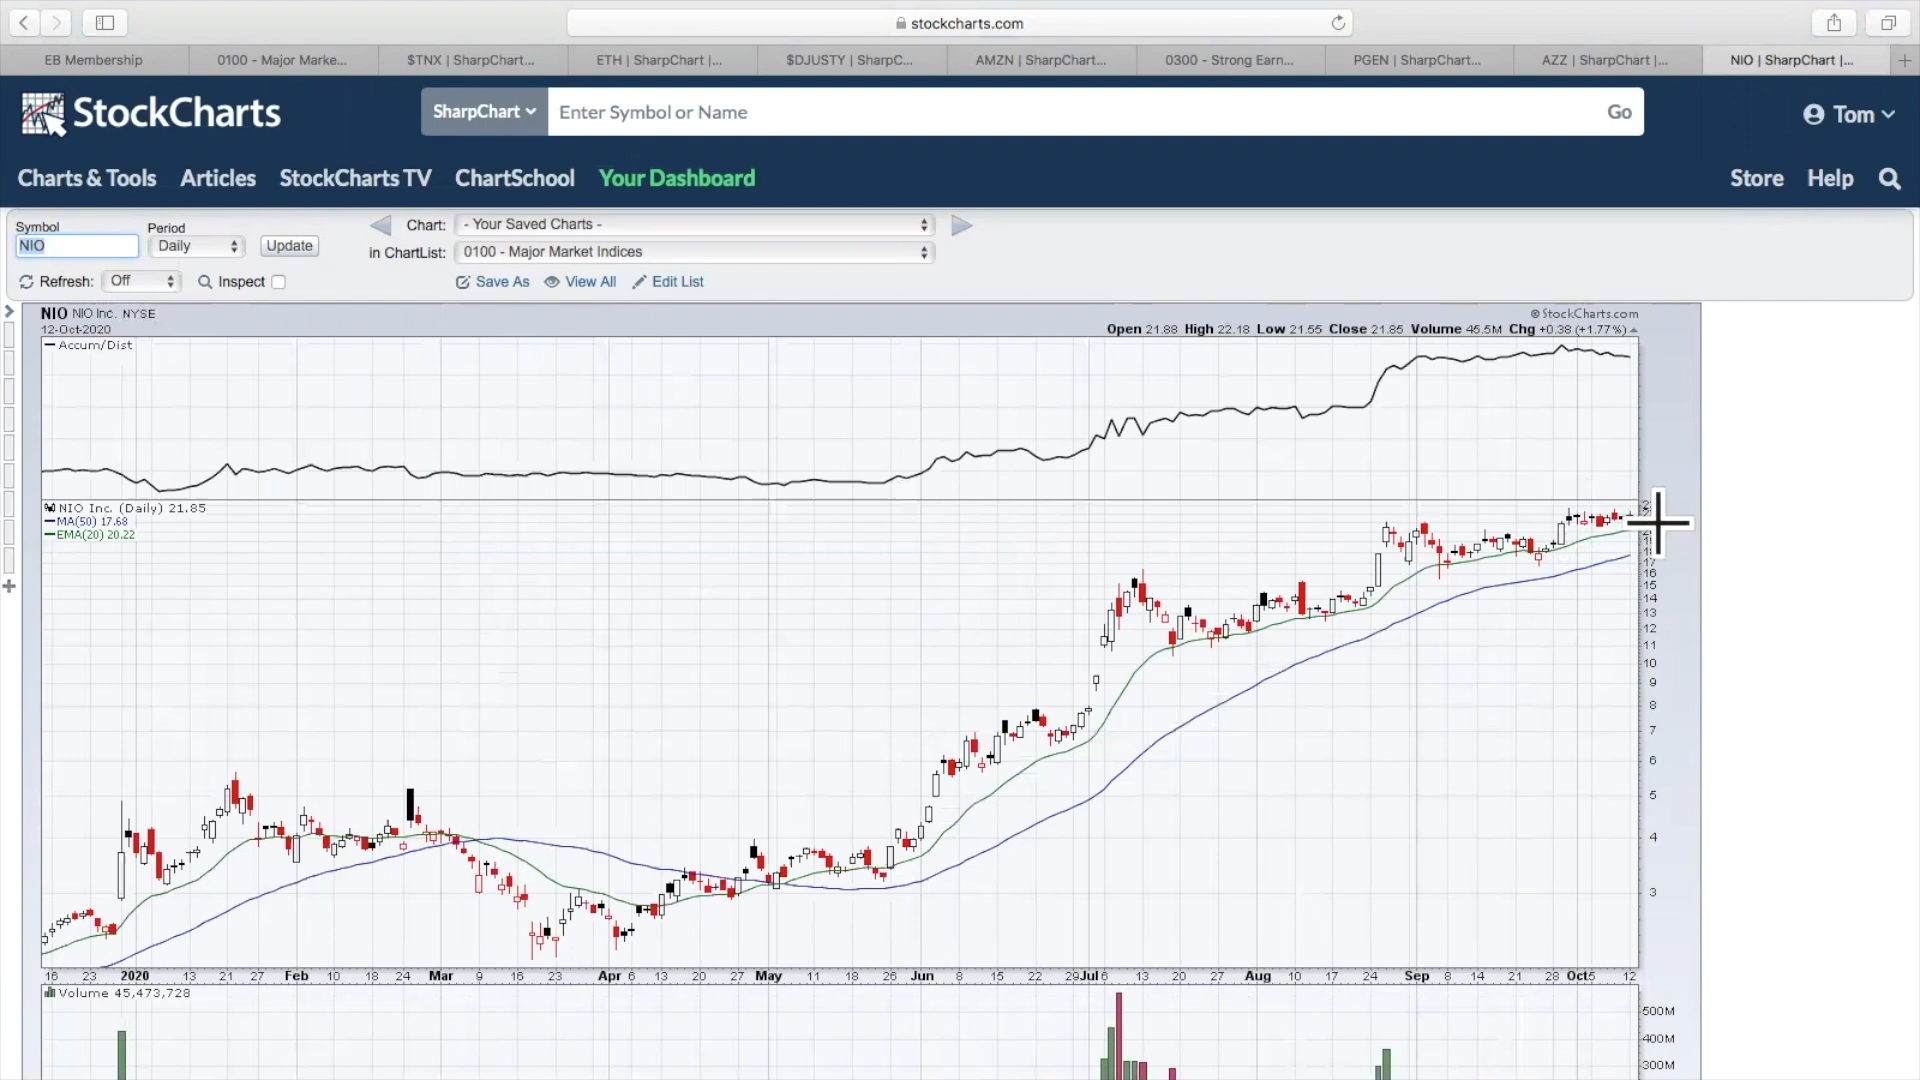 stockcharts.com
EB Membership 0100 - Major Marke... $TNX | SharpChart... ETH | SharpChart |... $DJUSTY | SharpC... AMZN | SharpChart... 0300 - Strong Earn... PGEN | SharpChart... AZZ | SharpChart |... NIO | SharpChart |...
StockCharts SharpChart Enter Symbol or Name Go Tom
Charts & Tools Articles StockCharts TV ChartSchool Your Dashboard Store Help
Symbol Period Chart: - Your Saved Charts -
NIO Daily Update in ChartList: 0100 - Major Market Indices
Refresh: Off Inspect Save As View All Edit List
NIO NIO Inc. NYSE © StockCharts.com
12-Oct-2020 Open 21.88 High 22.18 Low 21.55 Close 21.85 Volume 45.5M Chg +0.38 (+1.77%)
Accum/Dist
NIO Inc. (Daily) 21.85
MA(50) 17.68
EMA(20) 20.22
17
16
15
14
13
12
11
10
9
8
7
6
5
4
3
16 23 2020 13 21 27 Feb 10 18 24 Mar 9 16 23 Apr 6 13 20 27 May 11 18 26 Jun 8 15 22 29 Jul 6 13 20 27 Aug 10 17 24 Sep 8 14 21 28 Oct 5 12
Volume 45,473,728
500M
400M
300M